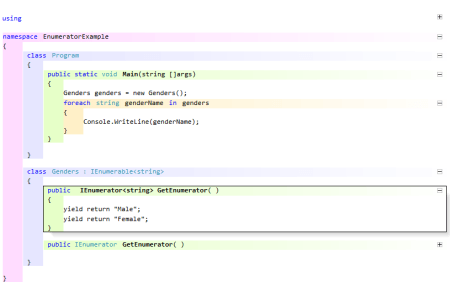 using
namespace EnumeratorExample
{
class Program
{
public static void Main(string []args)
{
Genders genders = new Genders();
foreach string genderName in genders
{
Console.WriteLine(genderName);
}
}
}
class Genders : IEnumerable<string>
{
public IEnumerator<string> GetEnumerator( )
{
yield return "Male";
yield return "Female";
}
public IEnumerator GetEnumerator( )
}
}